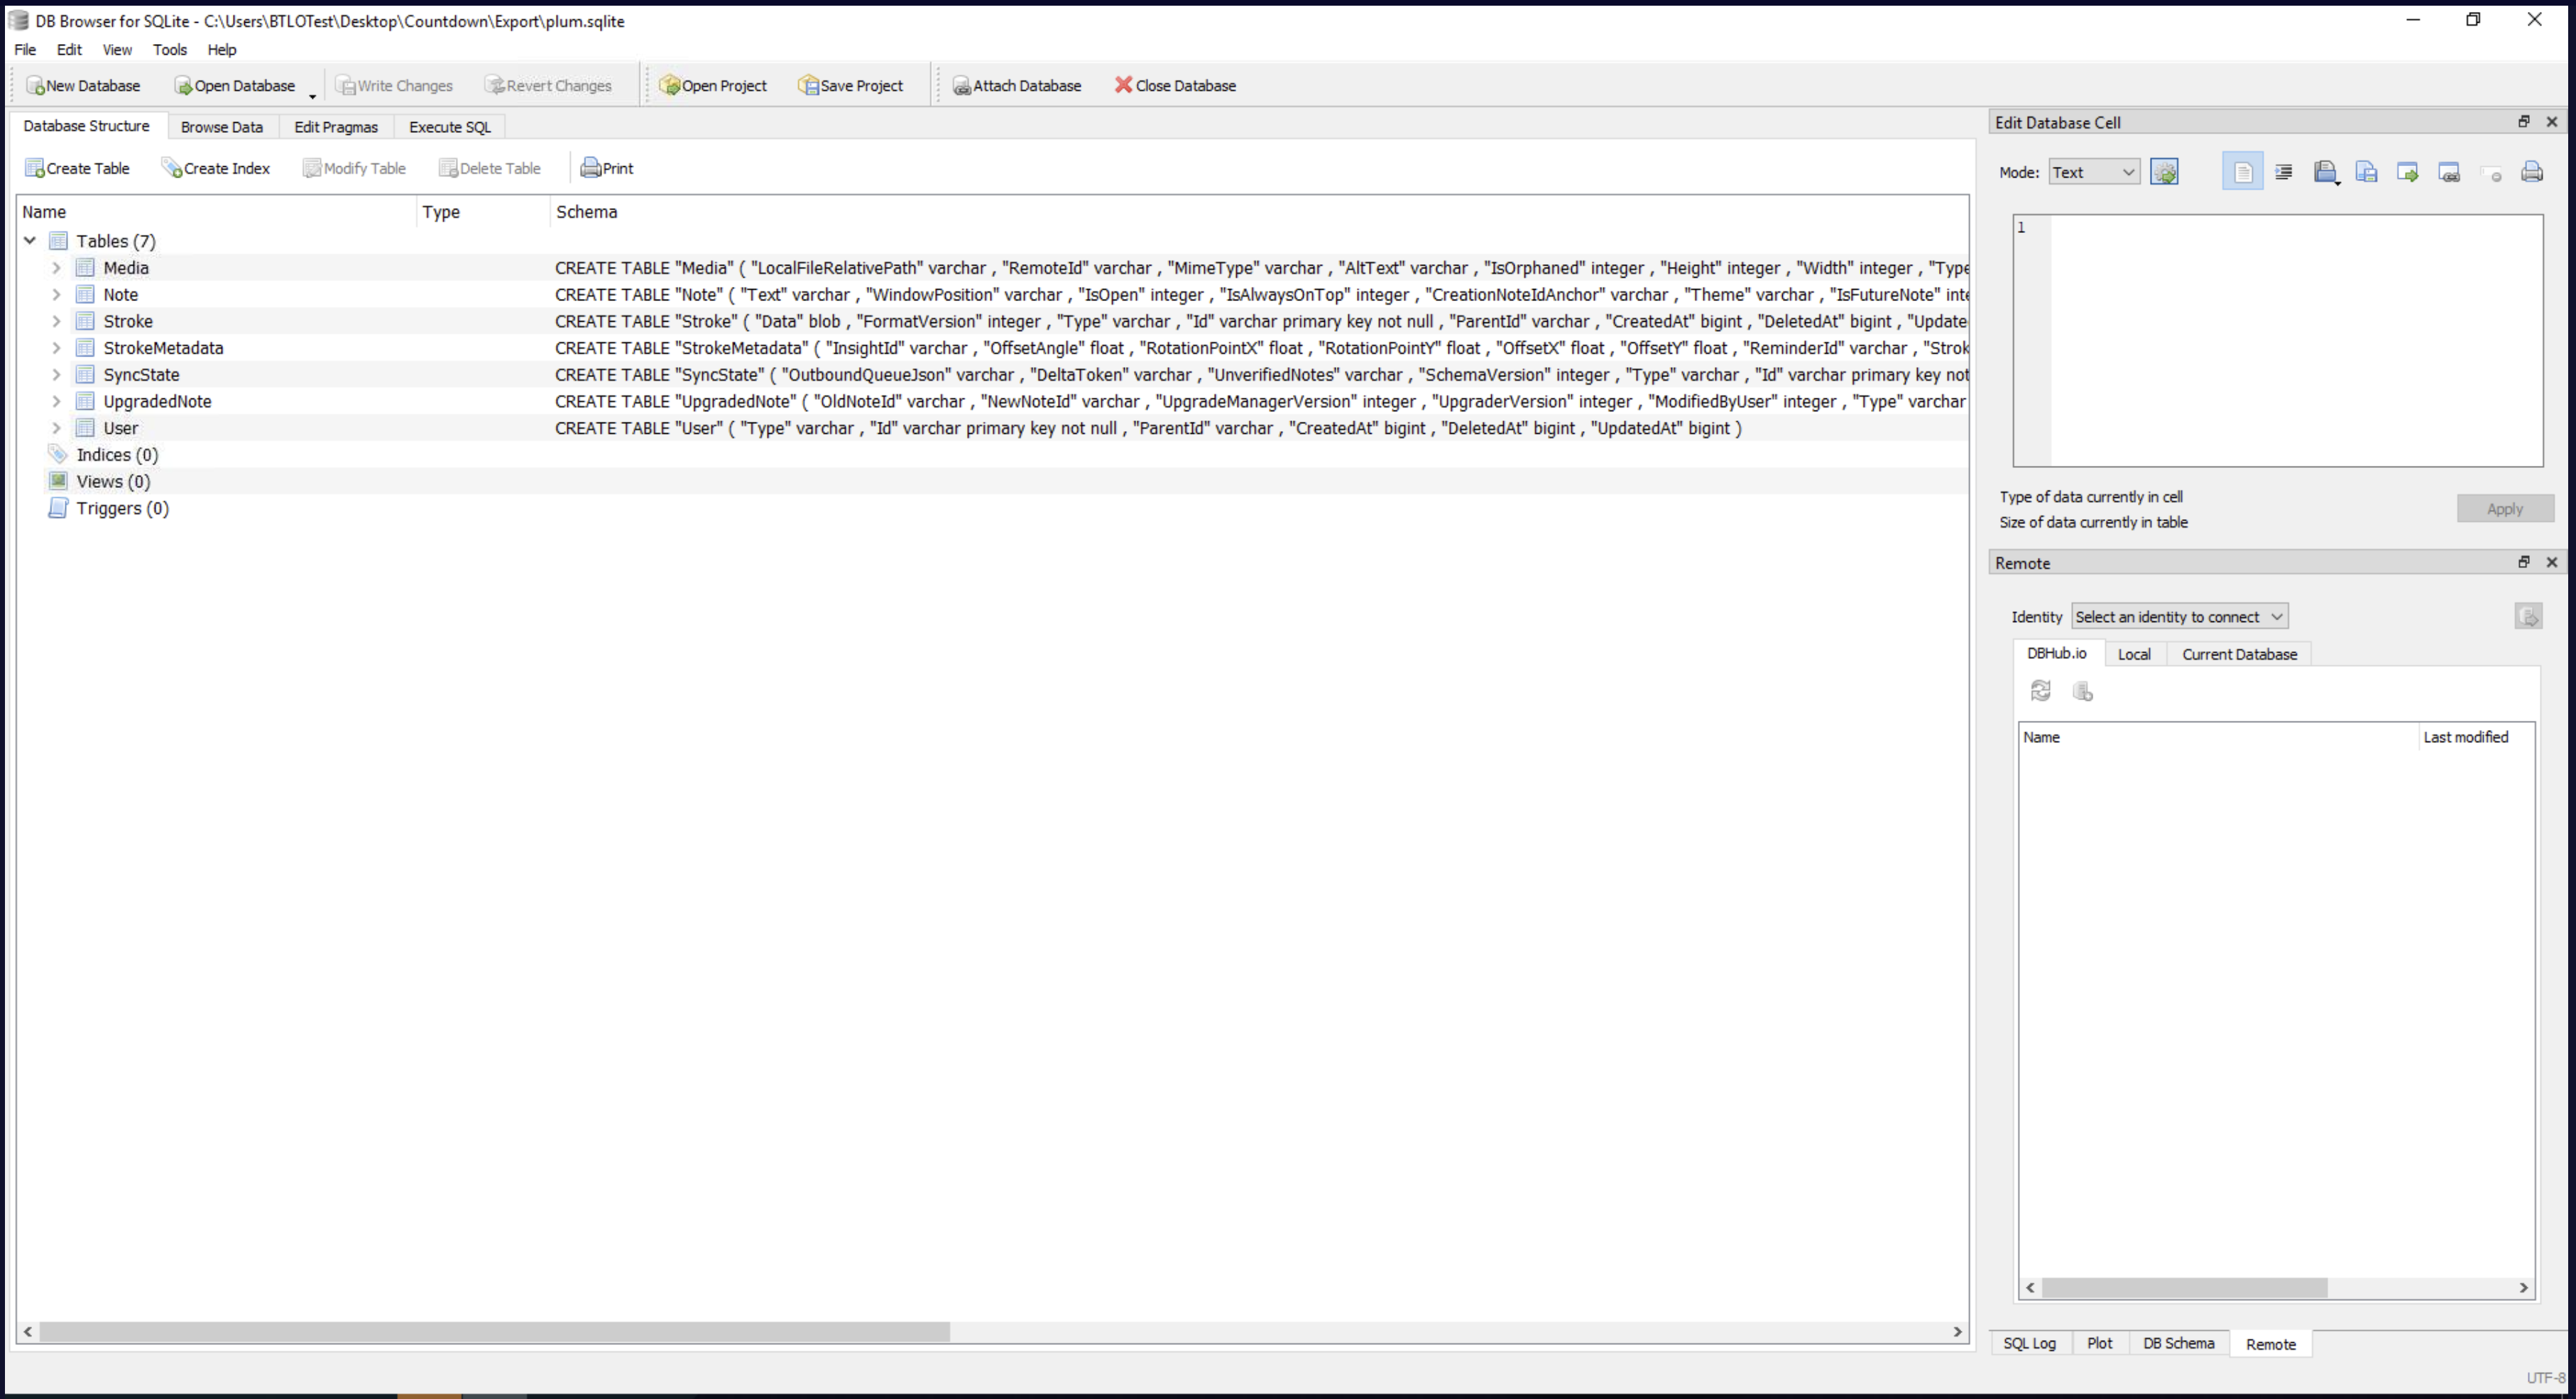 DB Browser for SQLite - C:\Users\BTLOTest\Desktop\Countdown\Export\plum.sqlite
File Edit View Tools Help
New Database Open Database Write Changes Revert Changes Open Project Save Project Attach Database Close Database
Database Structure Browse Data Edit Pragmas Execute SQL
Create Table Create Index Modify Table Delete Table Print
Name Type Schema
Tables (7)
Media CREATE TABLE "Media" ( "LocalFileRelativePath" varchar , "RemoteId" varchar , "MimeType" varchar , "AltText" varchar , "IsOrphaned" integer , "Height" integer , "Width" integer , "Type
Note CREATE TABLE "Note" ( "Text" varchar , "WindowPosition" varchar , "IsOpen" integer , "IsAlwaysOnTop" integer , "CreationNoteIdAnchor" varchar , "Theme" varchar , "IsFutureNote" inte
Stroke CREATE TABLE "Stroke" ( "Data" blob , "FormatVersion" integer , "Type" varchar , "Id" varchar primary key not null , "ParentId" varchar , "CreatedAt" bigint , "DeletedAt" bigint , "Update
StrokeMetadata CREATE TABLE "StrokeMetadata" ( "InsightId" varchar , "OffsetAngle" float , "RotationPointX" float , "RotationPointY" float , "OffsetX" float , "OffsetY" float , "ReminderId" varchar , "Strok
SyncState CREATE TABLE "SyncState" ( "OutboundQueueJson" varchar , "DeltaToken" varchar , "UnverifiedNotes" varchar , "SchemaVersion" integer , "Type" varchar , "Id" varchar primary key not
UpgradedNote CREATE TABLE "UpgradedNote" ( "OldNoteId" varchar , "NewNoteId" varchar , "UpgradeManagerVersion" integer , "UpgraderVersion" integer , "ModifiedByUser" integer , "Type" varchar
User CREATE TABLE "User" ( "Type" varchar , "Id" varchar primary key not null , "ParentId" varchar , "CreatedAt" bigint , "DeletedAt" bigint , "UpdatedAt" bigint )
Indices (0)
Views (0)
Triggers (0)
Edit Database Cell
Mode: Text
1
Type of data currently in cell
Size of data currently in table
Apply
Remote
Identity Select an identity to connect
DBHub.io Local Current Database
Name Last modified
SQL Log Plot DB Schema Remote
UTF-8